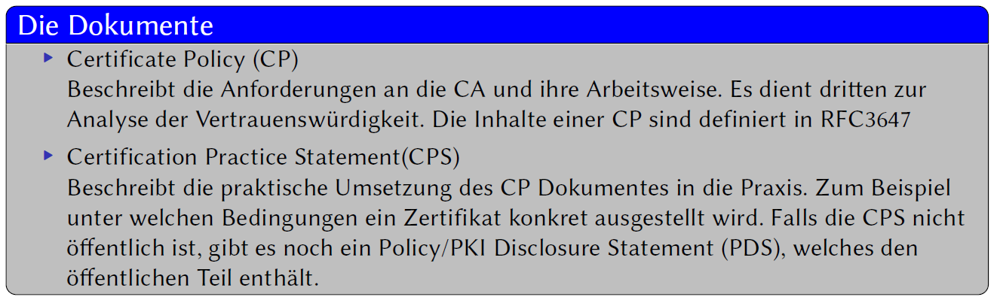 Die Dokumente
Certificate Policy (CP)
Beschreibt die Anforderungen an die CA und ihre Arbeitsweise. Es dient dritten zur
Analyse der Vertrauenswürdigkeit. Die Inhalte einer CP sind definiert in RFC3647
Certification Practice Statement(CPS)
Beschreibt die praktische Umsetzung des CP Dokumentes in die Praxis. Zum Beispiel
unter welchen Bedingungen ein Zertifikat konkret ausgestellt wird. Falls die CPS nicht
öffentlich ist, gibt es noch ein Policy/PKI Disclosure Statement (PDS), welches den
öffentlichen Teil enthält.